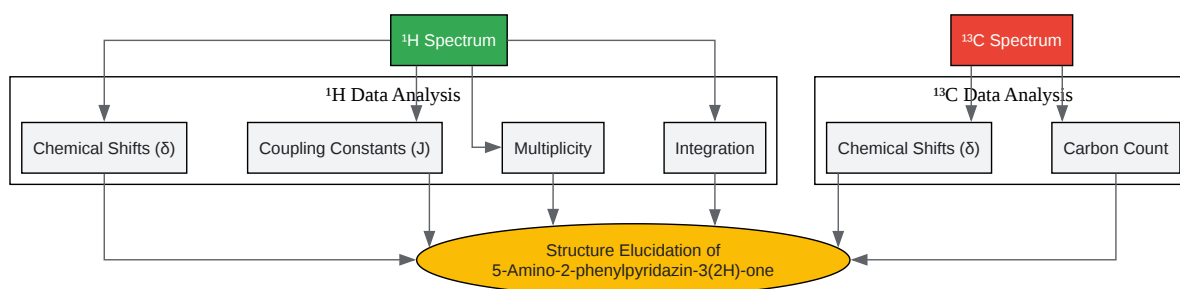 ¹H Spectrum
¹³C Spectrum
¹H Data Analysis
¹³C Data Analysis
Chemical Shifts (δ)
Coupling Constants (J)
Multiplicity
Integration
Chemical Shifts (δ)
Carbon Count
Structure Elucidation of
5-Amino-2-phenylpyridazin-3(2H)-one